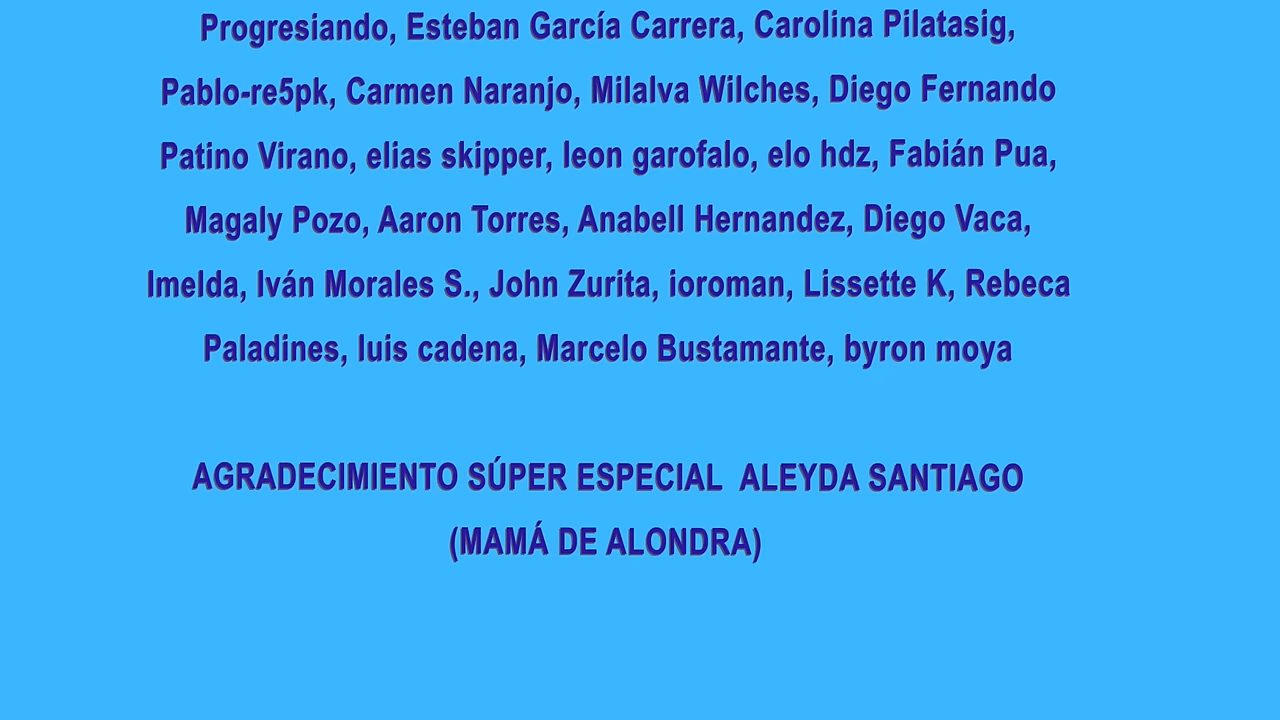 Progresiando, Esteban García Carrera, Carolina Pilatasig,
Pablo-re5pk, Carmen Naranjo, Milalva Wilches, Diego Fernando
Patino Virano, elias skipper, leon garofalo, elo hdz, Fabián Pua,
Magaly Pozo, Aaron Torres, Anabell Hernandez, Diego Vaca,
Imelda, Iván Morales S., John Zurita, ioroman, Lissette K, Rebeca
Paladines, luis cadena, Marcelo Bustamante, byron moya
AGRADECIMIENTO SÚPER ESPECIAL  ALEYDA SANTIAGO
(MAMÁ DE ALONDRA)